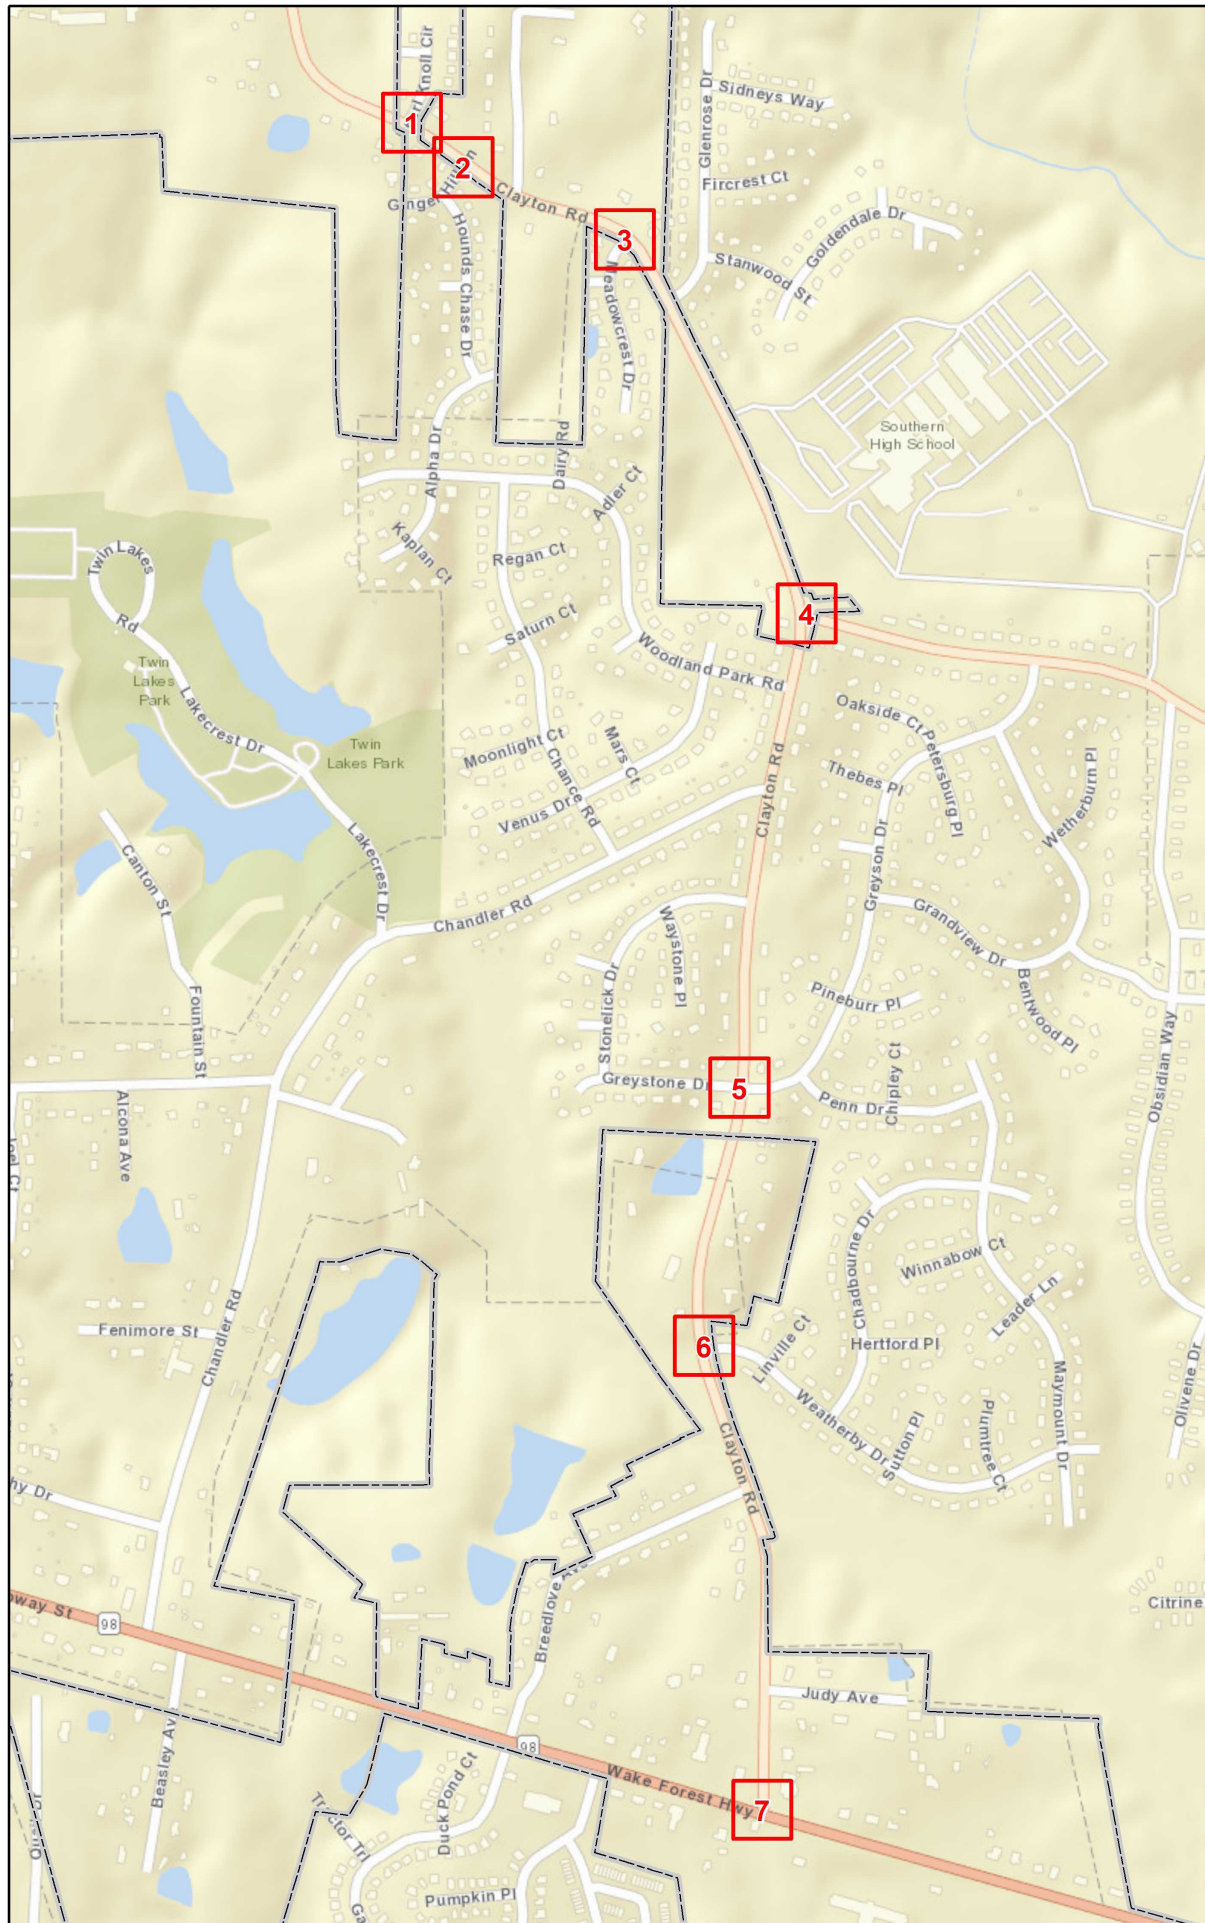 Sidneys Way
Glenrose Dr
1
2
Fircrest Ct
Clayton Rd
Goldendale Dr
3
Hounds Chase Dr
Stanwood St
Meadowcrest Dr
Southern
High School
Alpha Dr
Dairy Rd
Adler Ct
Kaplan Ct
Regan Ct
Twin Lakes
Rd
Saturn Ct
4
Woodland Park Rd
Twin
Lakes
Park
Lakecrest Dr
Oakside Ct
Petersburg Pl
Moonlight Ct
Mars Ct
Twin
Lakes Park
Chance Rd
Thebes Pl
Clayton Rd
Wetherburn Pl
Venus Dr
Lakecrest Dr
Canton St
Greyson Dr
Chandler Rd
Grandview Dr
Waystone Pl
Bentwood Pl
Pineburr Pl
Stonelick Dr
Fountain St
Obsidian Way
Chipley Ct
Greystone Dr
5
Penn Dr
Alcona Ave
Joel Ct
Chadbourne Dr
Winnabow Ct
Leader Ln
Chandler Rd
Fenimore St
6
Linville Ct
Hertford Pl
Maymount Dr
Olivene Dr
Weatherby Dr
Sutton Pl
Plumtree Ct
Clayton Rd
hy Dr
Breedlove Ave
Citrine
oway St
98
Judy Ave
Beasley Av
98
Wake Forest Hwy
7
Duck Pond Ct
Tractor Trl
Pumpkin Pl
Ga